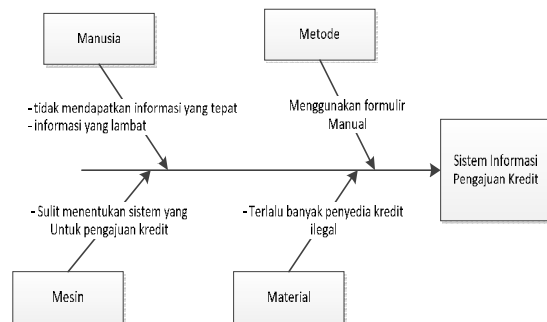 Manusia
Metode
- tidak mendapatkan informasi yang tepat
- informasi yang lambat
Menggunakan formulir
Manual
Sistem Informasi
Pengajuan Kredit
- Sulit menentukan sistem yang
Untuk pengajuan kredit
- Terlalu banyak penyedia kredit
ilegal
Mesin
Material